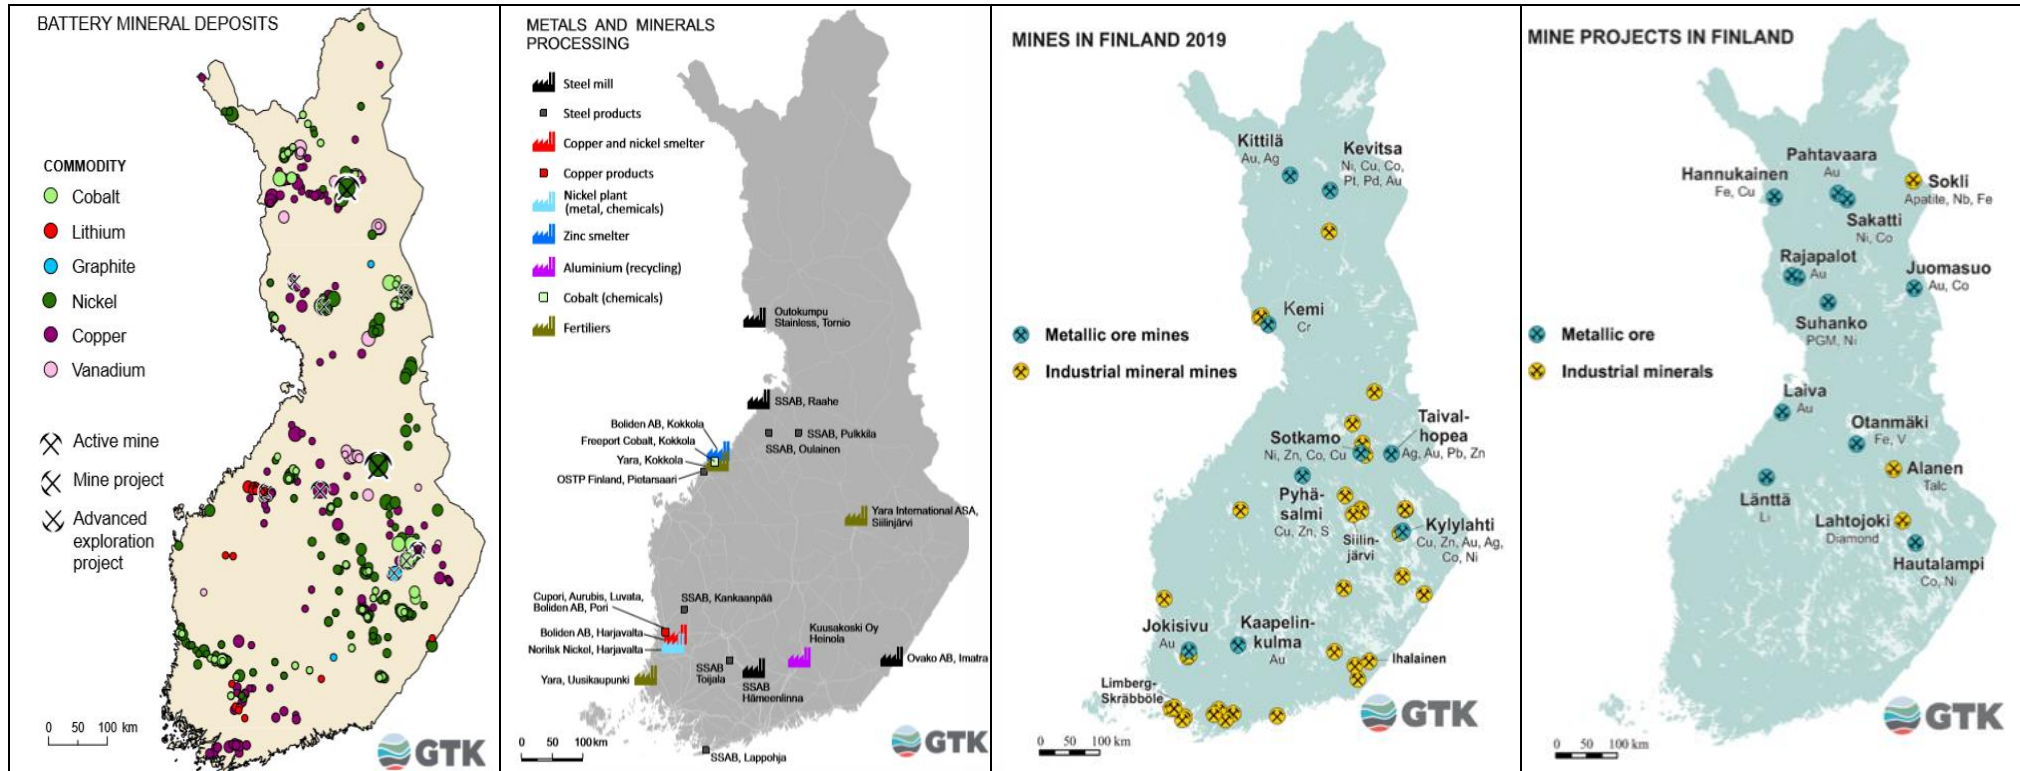 BATTERY MINERAL DEPOSITS
COMMODITY
Cobalt
Lithium
Graphite
Nickel
Copper
Vanadium
Active mine
Mine project
Advanced
exploration
project
0 50 100 km
GTK
METALS AND MINERALS
PROCESSING
Steel mill
Steel products
Copper and nickel smelter
Copper products
Nickel plant
(metal, chemicals)
Zinc smelter
Aluminium (recycling)
Cobalt (chemicals)
Fertiliers
Outokumpu
Stainless, Tornio
SSAB, Raahe
Boliden AB, Kokkola
Freeport Cobalt, Kokkola
Yara, Kokkola
OSTP Finland, Pietarsaari
SSAB, Pulkkila
SSAB, Oulainen
Yara International ASA,
Siilinjärvi
Cupori, Aurubis, Luvata,
Boliden AB, Pori
SSAB, Kankaanpää
Boliden AB, Harjavalta
Norilsk Nickel, Harjavalta
Kuusakoski Oy
Heinola
Ovako AB, Imatra
Yara, Uusikaupunki
SSAB
Toijala
SSAB
Hämeenlinna
SSAB, Lappohja
0 50 100km
GTK
MINES IN FINLAND 2019
Kittilä
Au, Ag
Kevitsa
Ni, Cu, Co,
Pt, Pd, Au
Kemi
Cr
Metallic ore mines
Industrial mineral mines
Taival-
hopea
Ag, Au, Pb, Zn
Sotkamo
Ni, Zn, Co, Cu
Pyhä-
salmi
Cu, Zn, S
Siilin-
järvi
Kylylahti
Cu, Zn, Au, Ag,
Co, Ni
Jokisivu
Au
Kaapelin-
kulma
Au
Ihalainen
Limberg-
Skräbböle
GTK
0 50 100 km
MINE PROJECTS IN FINLAND
Pahtavaara
Au
Hannukainen
Fe, Cu
Sokli
Apatite, Nb, Fe
Sakatti
Ni, Co
Rajapalot
Au
Juomasuo
Au, Co
Suhanko
PGM, Ni
Metallic ore
Industrial minerals
Laiva
Au
Otanmäki
Fe, V
Alanen
Talc
Länttä
Li
Lahtojoki
Diamond
Hautalampi
Co, Ni
GTK
0 50 100 km